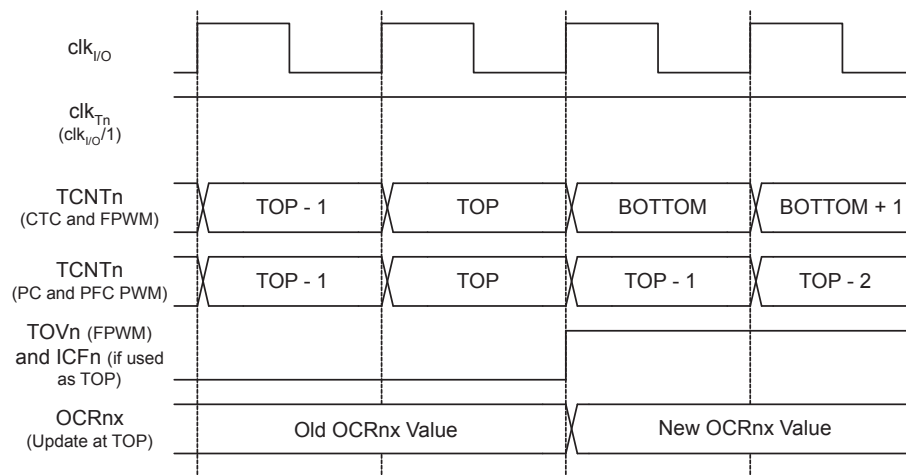 clkI/O
clkTn
(clkI/O/1)
TCNTn
(CTC and FPWM)
TOP - 1 TOP BOTTOM BOTTOM + 1
TCNTn
(PC and PFC PWM)
TOP - 1 TOP TOP - 1 TOP - 2
TOVn (FPWM)
and ICFn (if used
as TOP)
OCRnx
(Update at TOP)
Old OCRnx Value New OCRnx Value